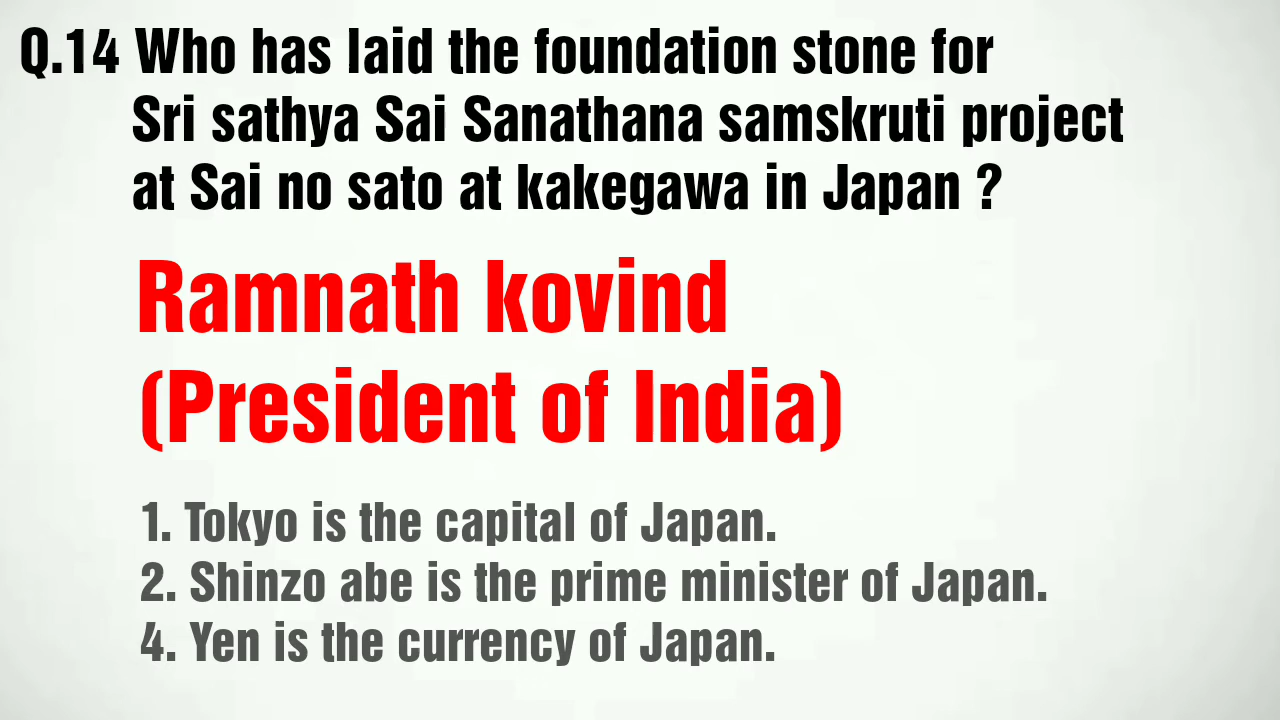 Q.14 Who has laid the foundation stone for
Sri sathya Sai Sanathana samskruti project
at Sai no sato at kakegawa in Japan ?
Ramnath kovind
(President of India)
1. Tokyo is the capital of Japan.
2. Shinzo abe is the prime minister of Japan.
4. Yen is the currency of Japan.